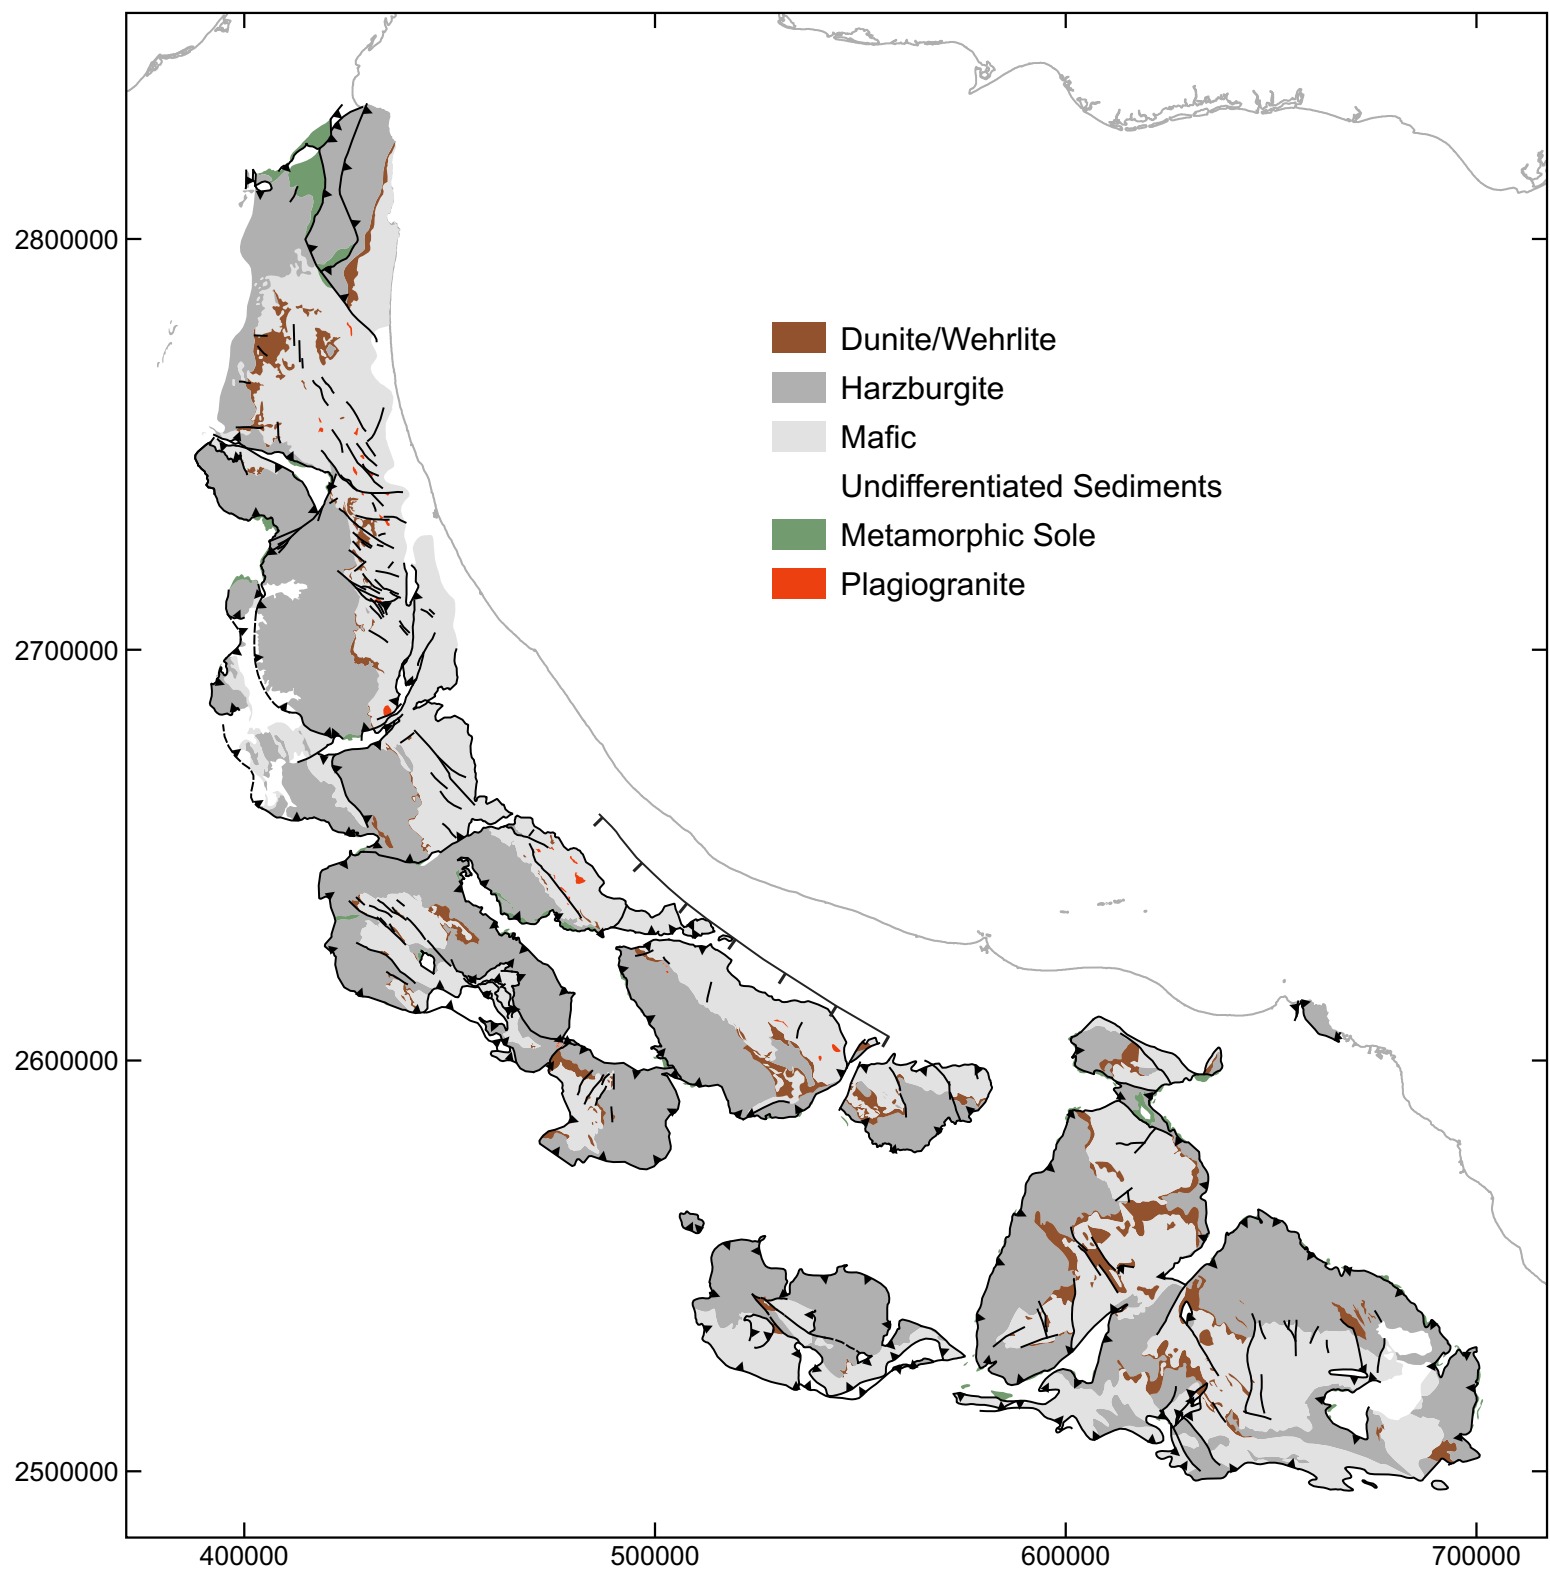 2800000
Dunite/Wehrlite
Harzburgite
Mafic
Undifferentiated Sediments
Metamorphic Sole
Plagiogranite
2700000
2600000
2500000
400000 500000 600000 700000